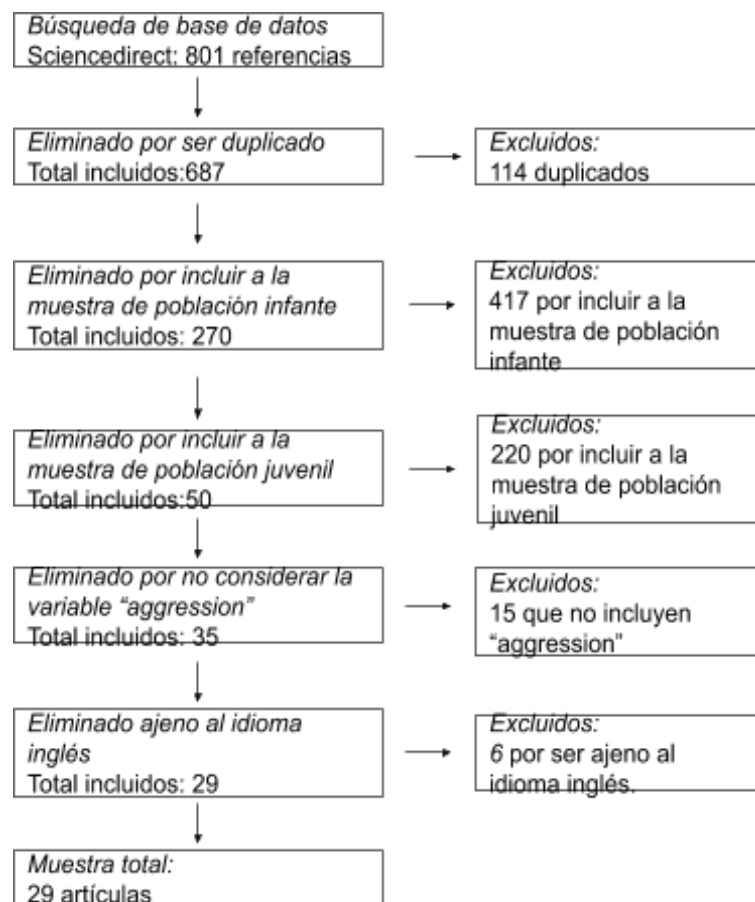 Búsqueda de base de datos
Sciencedirect: 801 referencias
Eliminado por ser duplicado
Total incluidos:687
Excluidos:
114 duplicados
Eliminado por incluir a la
muestra de población infante
Total incluidos: 270
Excluidos:
417 por incluir a la
muestra de población
infante
Eliminado por incluir a la
muestra de población juvenil
Total incluidos:50
Excluidos:
220 por incluir a la
muestra de población
juvenil
Eliminado por no considerar la
variable “aggression”
Total incluidos: 35
Excluidos:
15 que no incluyen
“aggression”
Eliminado ajeno al idioma
inglés
Total incluidos: 29
Excluidos:
6 por ser ajeno al
idioma inglés.
Muestra total:
29 artículas